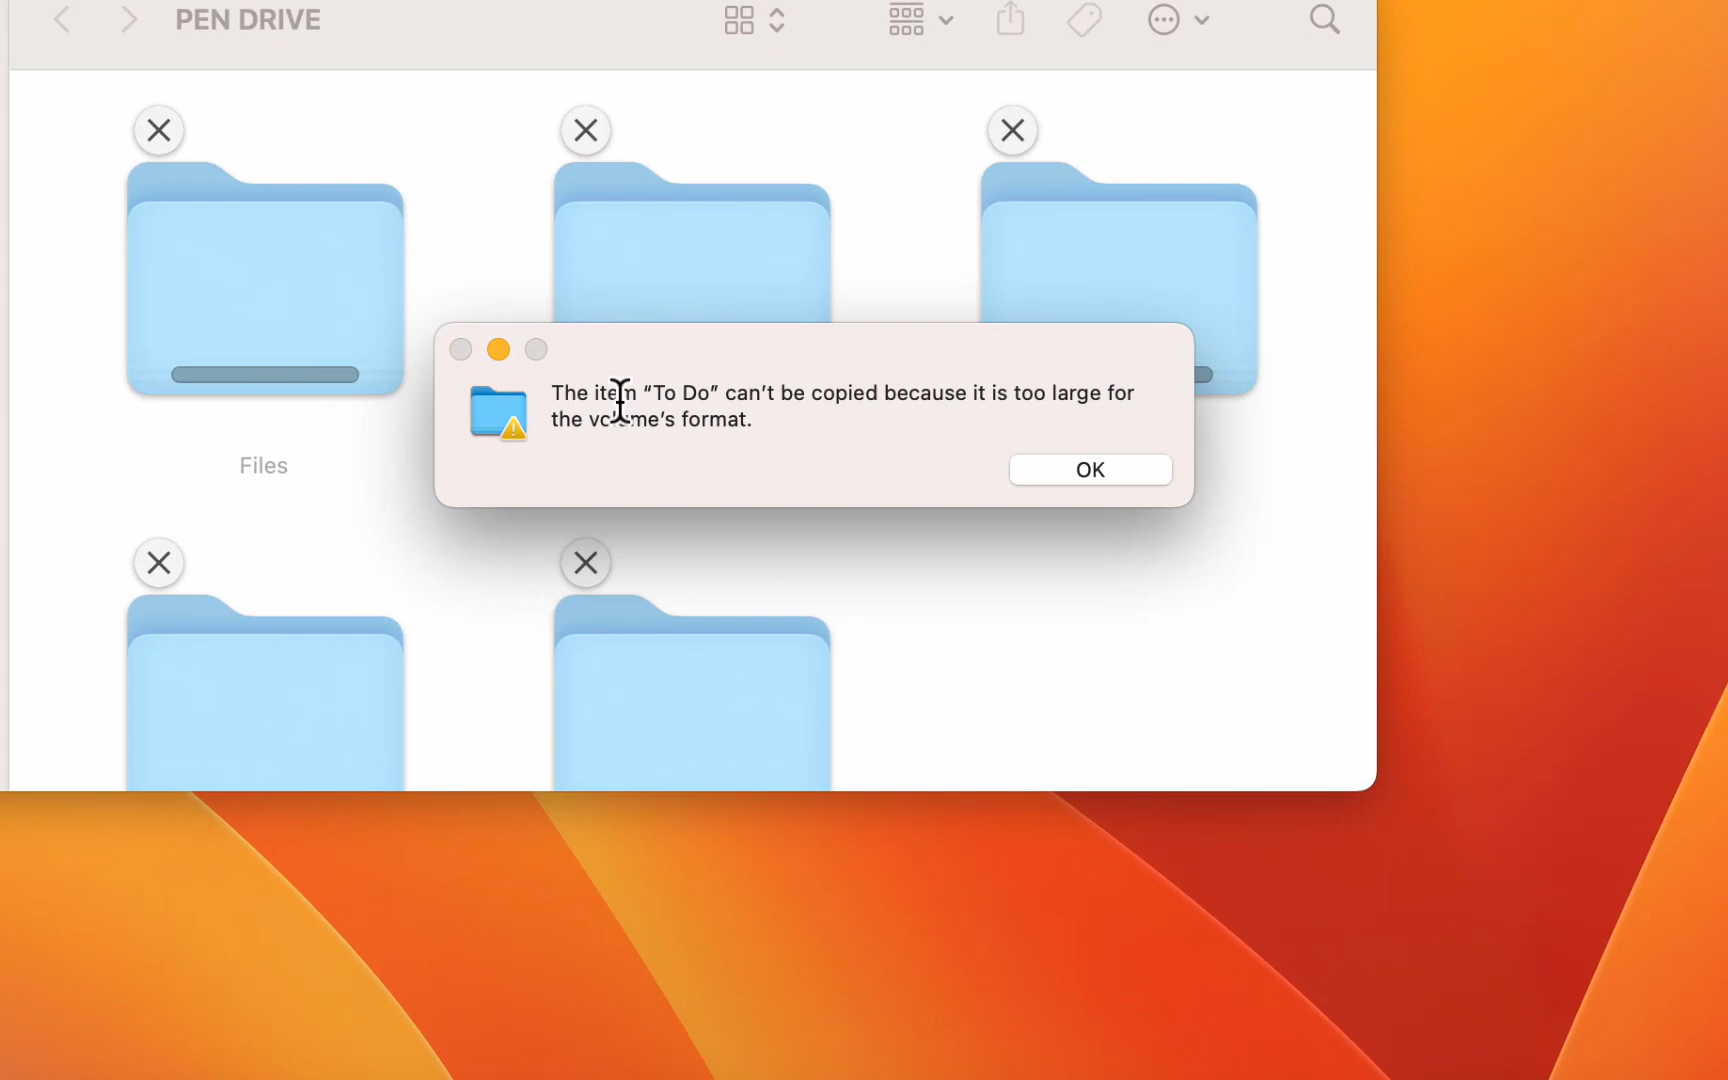 PEN DRIVE
The item “To Do” can’t be copied because it is too large for
the volume’s format.
OK
Files